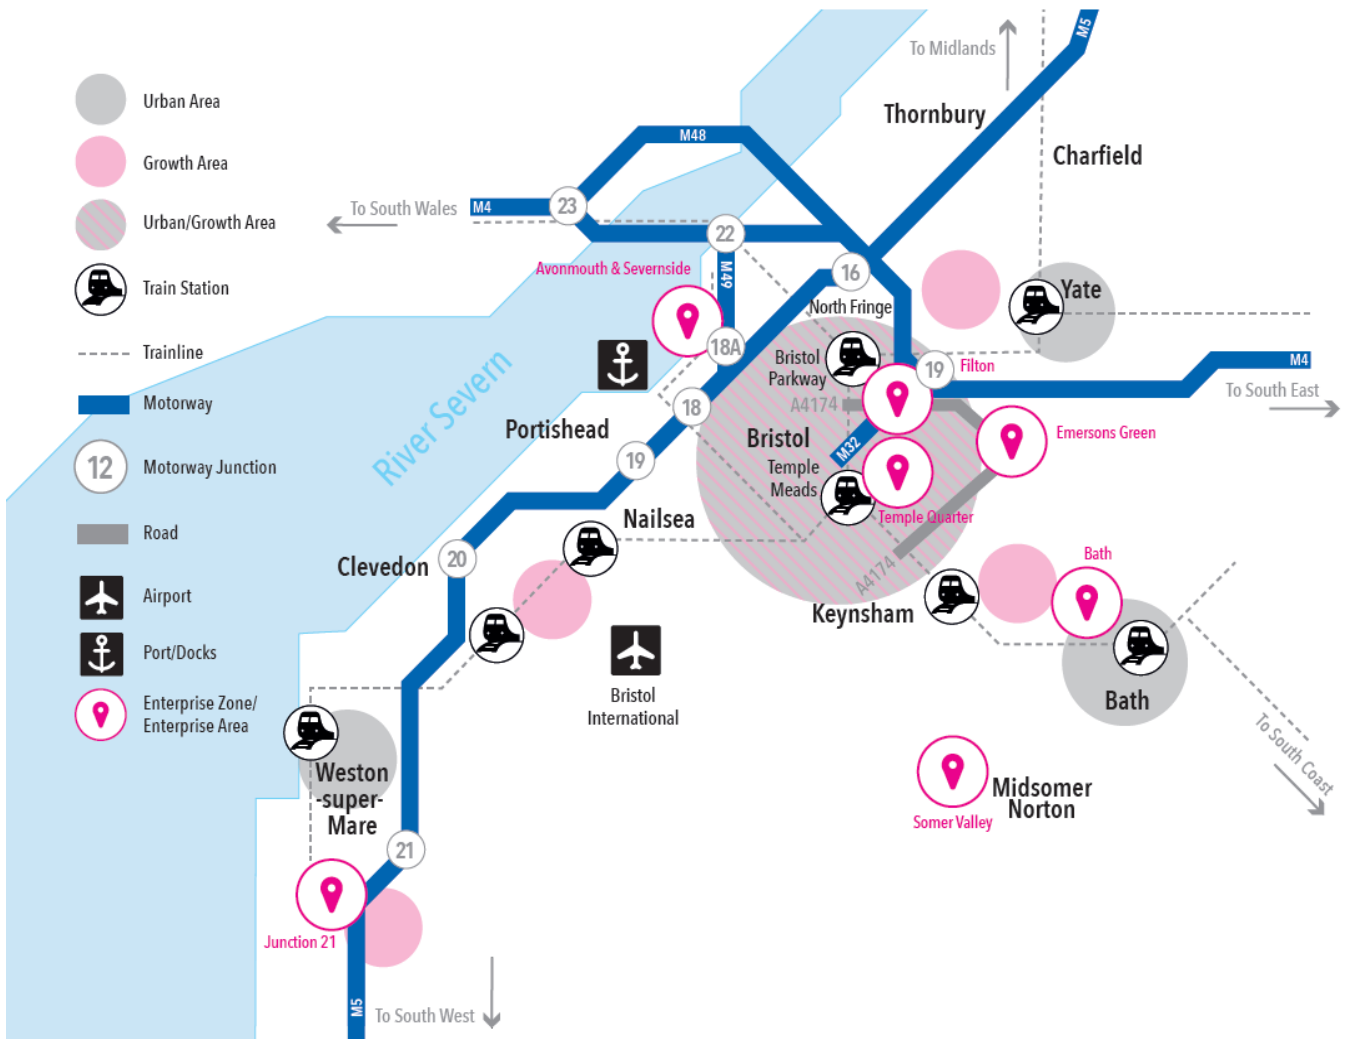 Urban Area
Growth Area
Urban/Growth Area
Train Station
Trainline
Motorway
12
Motorway Junction
Road
Airport
Port/Docks
Enterprise Zone/
Enterprise Area
M5
To Midlands
Thornbury
Charfield
M48
To South Wales
M4
23
22
Avonmouth & Severnside
M49
16
North Fringe
Yate
18A
Bristol
Parkway
19
Filton
M4
To South East
A4174
18
River Severn
Portishead
Bristol
M32
Emersons Green
19
Temple
Meads
Temple Quarter
Nailsea
Clevedon
20
A4174
Bath
Keynsham
Bristol
International
Bath
To South Coast
Weston
-super-
Mare
Midsomer
Norton
Somer Valley
21
Junction 21
M5
To South West